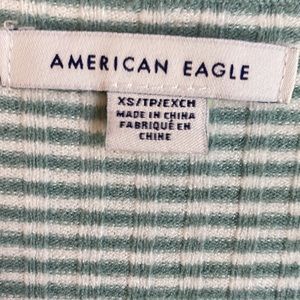 AMERICAN EAGLE
XS/TP/EXCH
MADE IN CHINA
FABRIQUÉ EN
CHINE